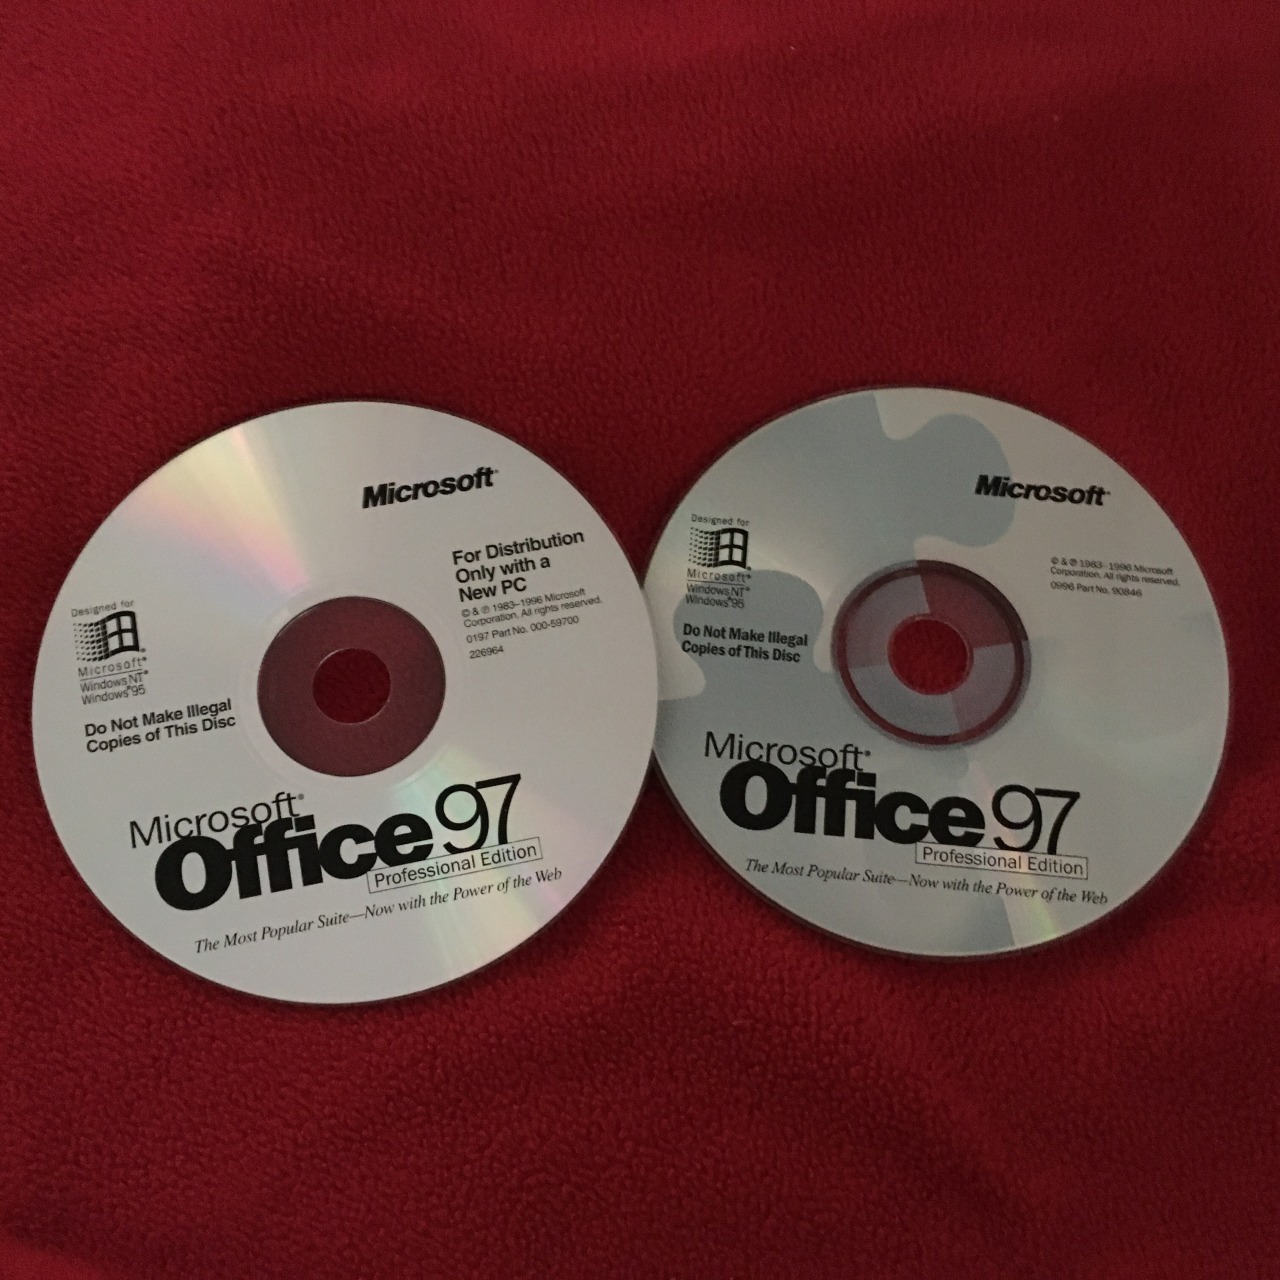 Microsoft®
For Distribution
Only with a
New PC
© & ℗ 1983–1996 Microsoft
Corporation. All rights reserved.
0197 Part No. 000-59700
226964
Designed for
Microsoft®
Windows NT®
Windows®95
Do Not Make Illegal
Copies of This Disc
Microsoft®
Office 97
Professional Edition
The Most Popular Suite—Now with the Power of the Web
Microsoft®
© & ℗ 1983–1996 Microsoft
Corporation. All rights reserved.
0996 Part No. 90846
Designed for
Microsoft®
Windows NT®
Windows®95
Do Not Make Illegal
Copies of This Disc
Microsoft®
Office 97
Professional Edition
The Most Popular Suite—Now with the Power of the Web